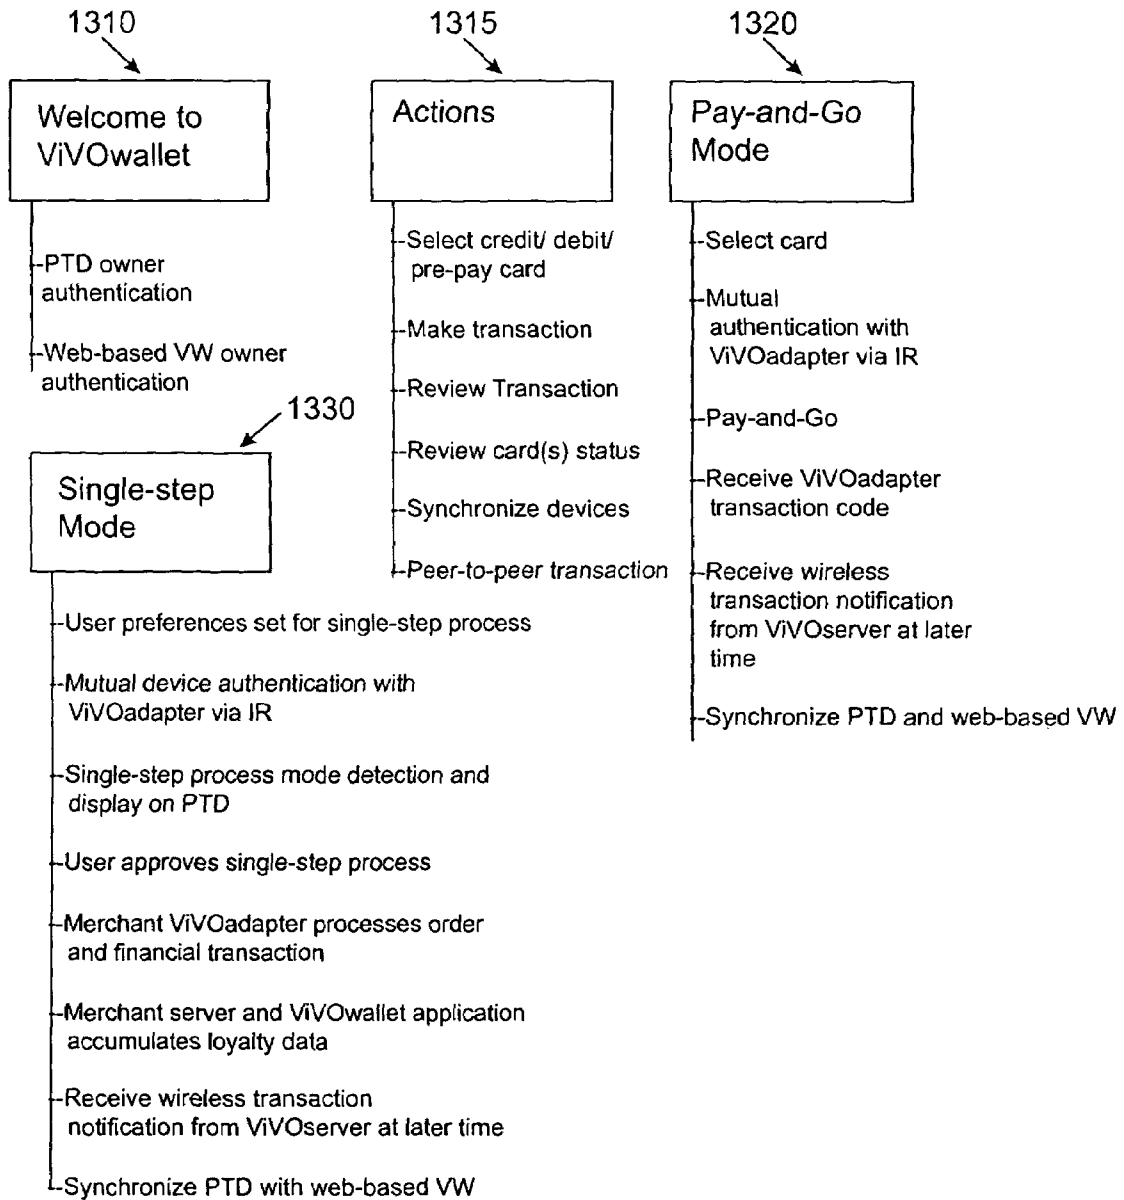 1310
Welcome to
ViVOwallet
PTD owner
authentication
Web-based VW owner
authentication
1315
Actions
Select credit/ debit/
pre-pay card
Make transaction
Review Transaction
Review card(s) status
Synchronize devices
Peer-to-peer transaction
1320
Pay-and-Go
Mode
Select card
Mutual
authentication with
ViVOadapter via IR
Pay-and-Go
Receive ViVOadapter
transaction code
Receive wireless
transaction notification
from ViVOserver at later
time
Synchronize PTD and web-based VW
1330
Single-step
Mode
User preferences set for single-step process
Mutual device authentication with
ViVOadapter via IR
Single-step process mode detection and
display on PTD
User approves single-step process
Merchant ViVOadapter processes order
and financial transaction
Merchant server and ViVOwallet application
accumulates loyalty data
Receive wireless transaction
notification from ViVOserver at later time
Synchronize PTD with web-based VW